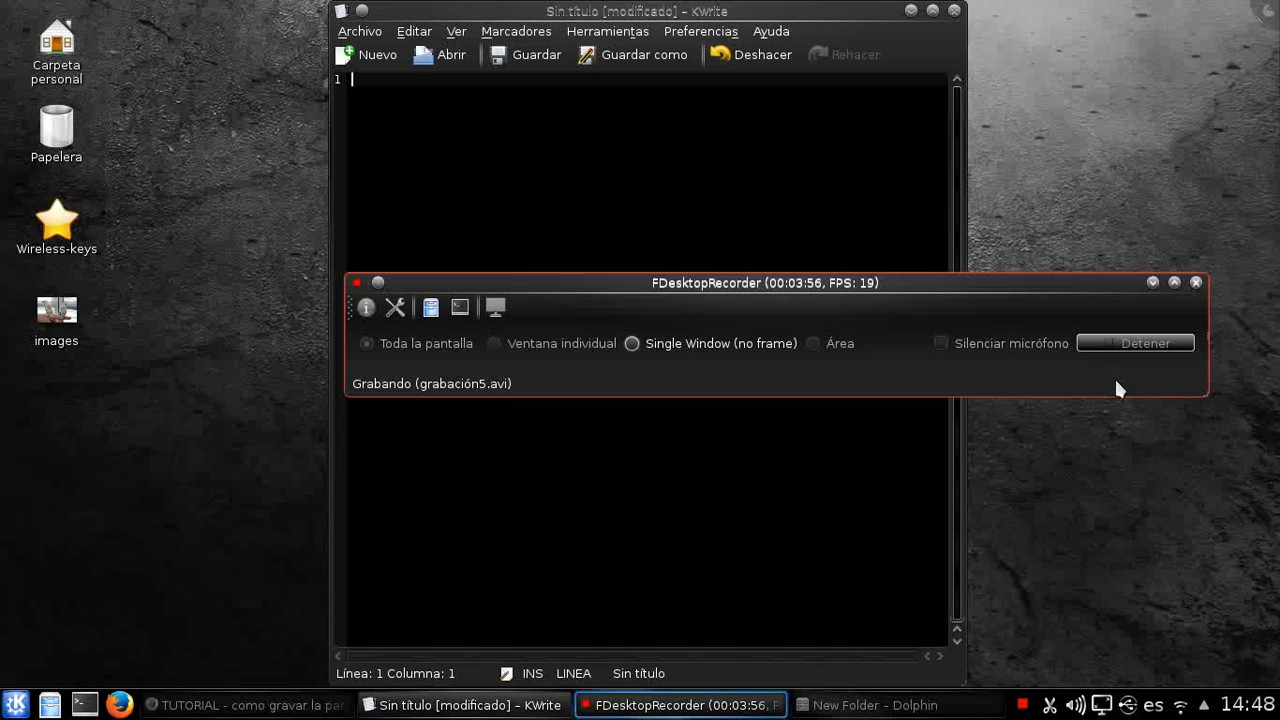 Sin título [modificado] – KWrite
Archivo Editar Ver Marcadores Herramientas Preferencias Ayuda
Nuevo Abrir Guardar Guardar como Deshacer Rehacer
1
Carpeta
personal
Papelera
Wireless-keys
images
FDesktopRecorder (00:03:56, FPS: 19)
Toda la pantalla Ventana individual Single Window (no frame) Área Silenciar micrófono Detener
Grabando (grabación5.avi)
Línea: 1 Columna: 1 INS LINEA Sin título
TUTORIAL - como gravar la par Sin título [modificado] – KWrite FDesktopRecorder (00:03:56, F New Folder – Dolphin es 14:48